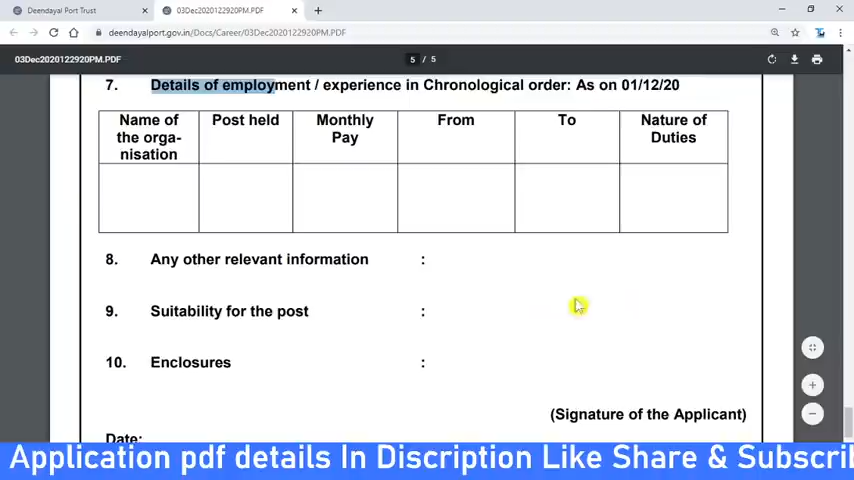 Deendayal Port Trust
03Dec2020122920PM.PDF
deendayalport.gov.in/Docs/Career/03Dec2020122920PM.PDF
03Dec2020122920PM.PDF
5 / 5
7. Details of employment / experience in Chronological order: As on 01/12/20
Name of the orga-nisation Post held Monthly Pay From To Nature of Duties
8. Any other relevant information :
9. Suitability for the post :
10. Enclosures :
(Signature of the Applicant)
Date:
Application pdf details In Discription Like Share & Subscrib